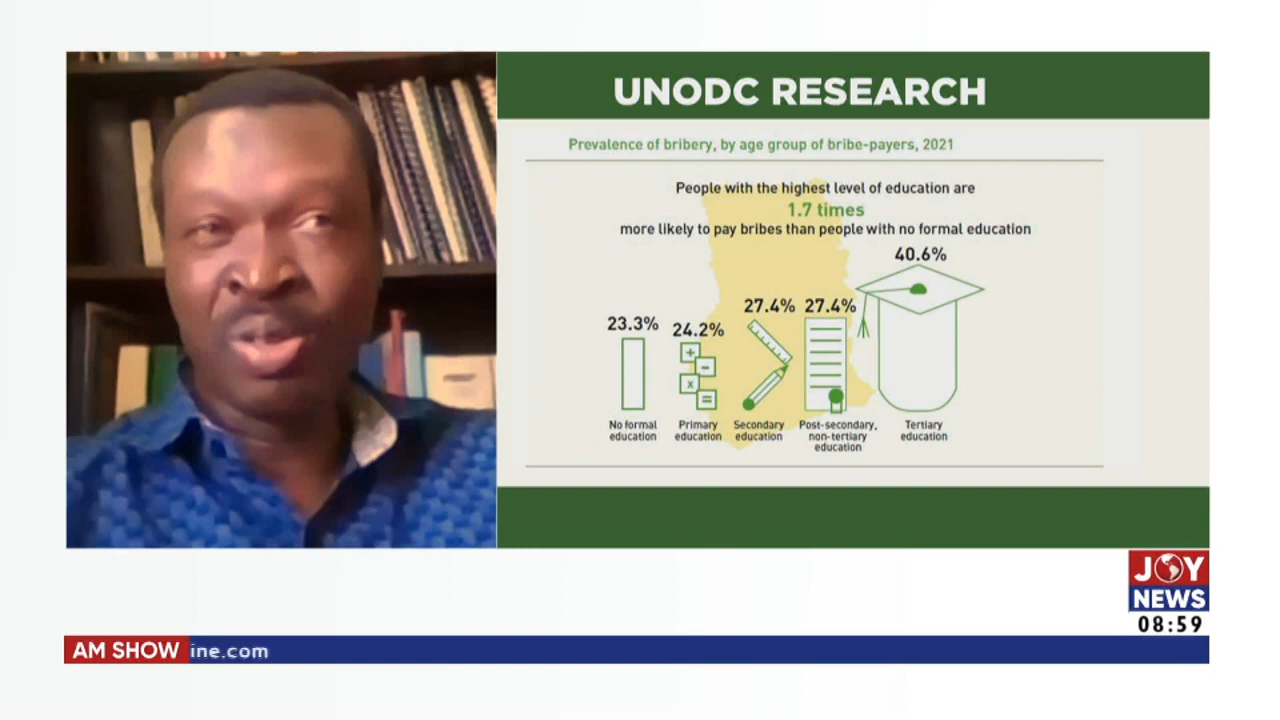 UNODC RESEARCH
Prevalence of bribery, by age group of bribe-payers, 2021
People with the highest level of education are
1.7 times
more likely to pay bribes than people with no formal education
40.6%
27.4% 27.4%
23.3% 24.2%
+
-
x
=
No formal education
Primary education
Secondary education
Post-secondary, non-tertiary education
Tertiary education
JOY
NEWS
08:59
AM SHOW ine.com